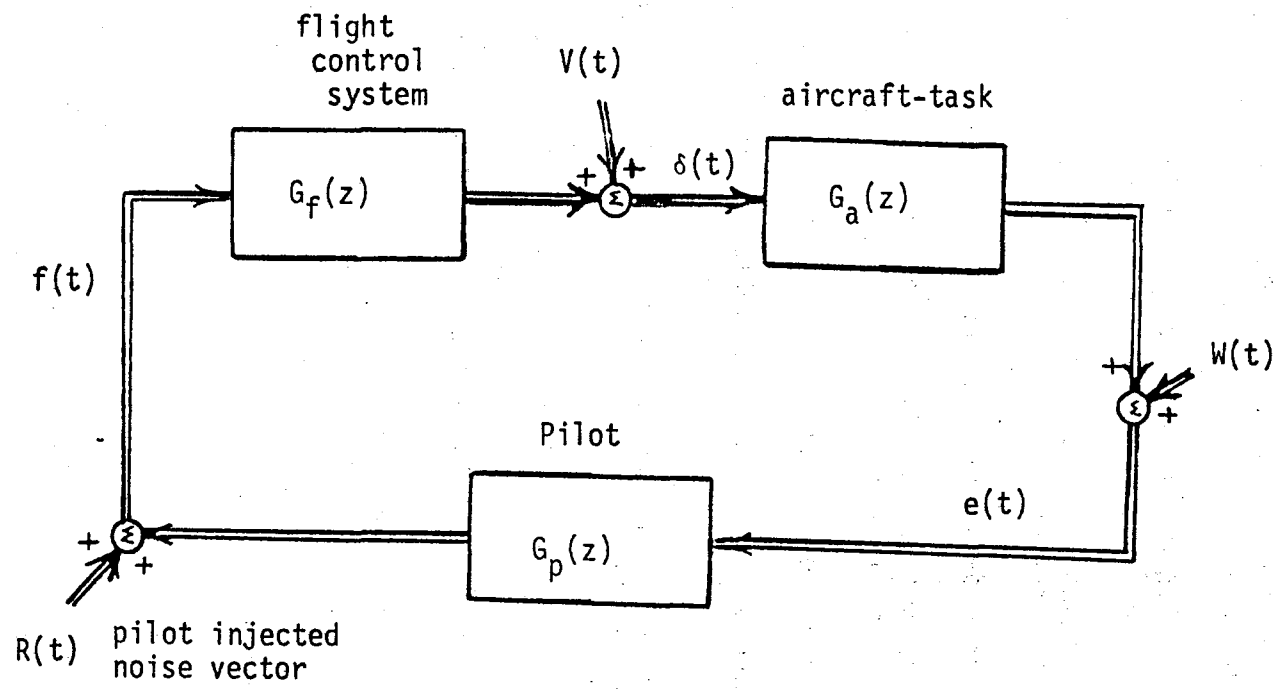 flight
control
system
V(t)
aircraft-task
+
+
δ(t)
G_f(z)
Σ
G_a(z)
f(t)
+
W(t)
Σ
+
Pilot
e(t)
+
Σ
+
G_p(z)
R(t)
pilot injected
noise vector